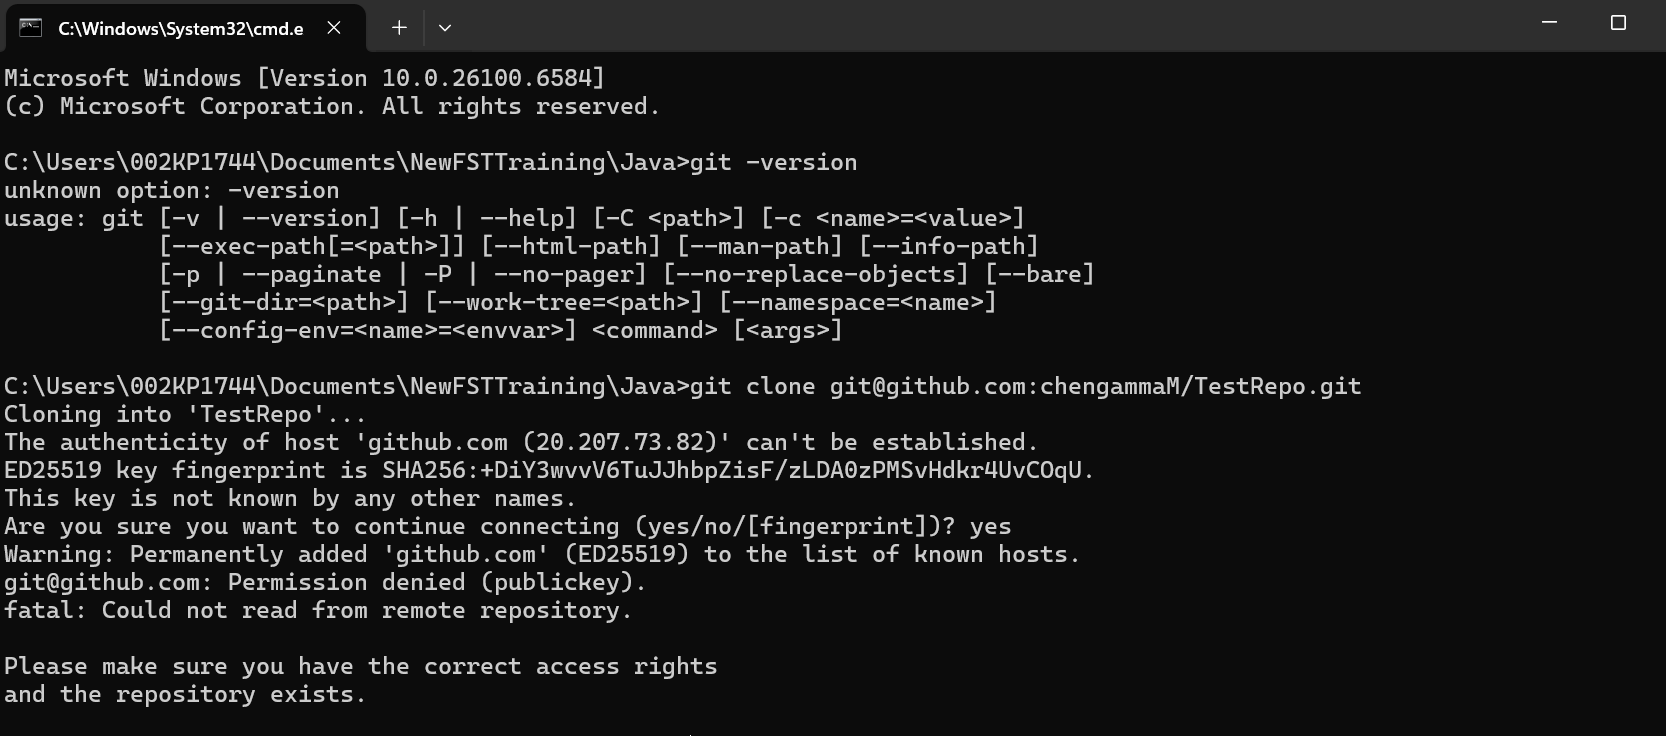 C:\Windows\System32\cmd.e
Microsoft Windows [Version 10.0.26100.6584]
(c) Microsoft Corporation. All rights reserved.
C:\Users\002KP1744\Documents\NewFSTTraining\Java>git -version
unknown option: -version
usage: git [-v | --version] [-h | --help] [-C <path>] [-c <name>=<value>]
[--exec-path[=<path>]] [--html-path] [--man-path] [--info-path]
[-p | --paginate | -P | --no-pager] [--no-replace-objects] [--bare]
[--git-dir=<path>] [--work-tree=<path>] [--namespace=<name>]
[--config-env=<name>=<envvar>] <command> [<args>]
C:\Users\002KP1744\Documents\NewFSTTraining\Java>git clone git@github.com:chengammaM/TestRepo.git
Cloning into 'TestRepo'...
The authenticity of host 'github.com (20.207.73.82)' can't be established.
ED25519 key fingerprint is SHA256:+DiY3wvvV6TuJJhbpZisF/zLDA0zPMSvHdkr4UvCOqU.
This key is not known by any other names.
Are you sure you want to continue connecting (yes/no/[fingerprint])? yes
Warning: Permanently added 'github.com' (ED25519) to the list of known hosts.
git@github.com: Permission denied (publickey).
fatal: Could not read from remote repository.
Please make sure you have the correct access rights
and the repository exists.